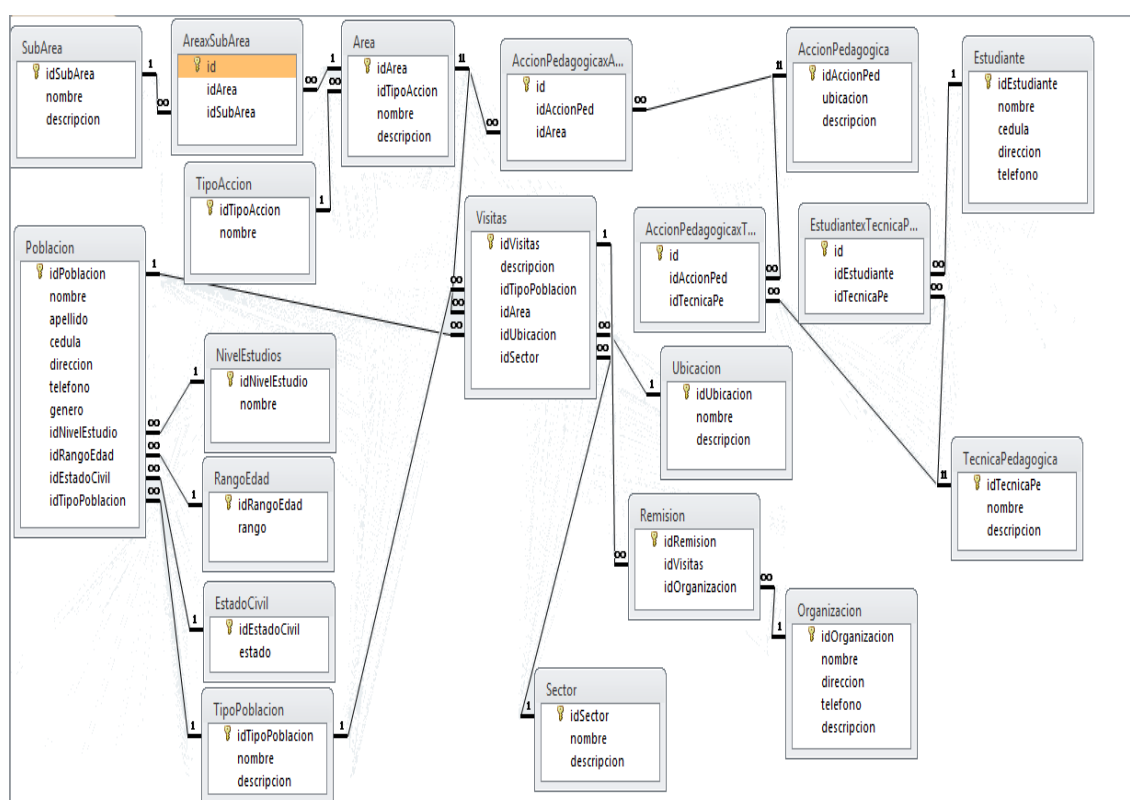 SubArea
idSubArea
nombre
descripcion
AreaxSubArea
id
idArea
idSubArea
Area
idArea
idTipoAccion
nombre
descripcion
AccionPedagogicaxA...
id
idAccionPed
idArea
AccionPedagogica
idAccionPed
ubicacion
descripcion
Estudiante
idEstudiante
nombre
cedula
direccion
telefono
TipoAccion
idTipoAccion
nombre
Poblacion
idPoblacion
nombre
apellido
cedula
direccion
telefono
genero
idNivelEstudio
idRangoEdad
idEstadoCivil
idTipoPoblacion
Visitas
idVisitas
descripcion
idTipoPoblacion
idArea
idUbicacion
idSector
AccionPedagogicaxT...
id
idAccionPed
idTecnicaPe
EstudiantexTecnicaP...
id
idEstudiante
idTecnicaPe
NivelEstudios
idNivelEstudio
nombre
Ubicacion
idUbicacion
nombre
descripcion
RangoEdad
idRangoEdad
rango
TecnicaPedagogica
idTecnicaPe
nombre
descripcion
Remision
idRemision
idVisitas
idOrganizacion
EstadoCivil
idEstadoCivil
estado
Organizacion
idOrganizacion
nombre
direccion
telefono
descripcion
Sector
idSector
nombre
descripcion
TipoPoblacion
idTipoPoblacion
nombre
descripcion